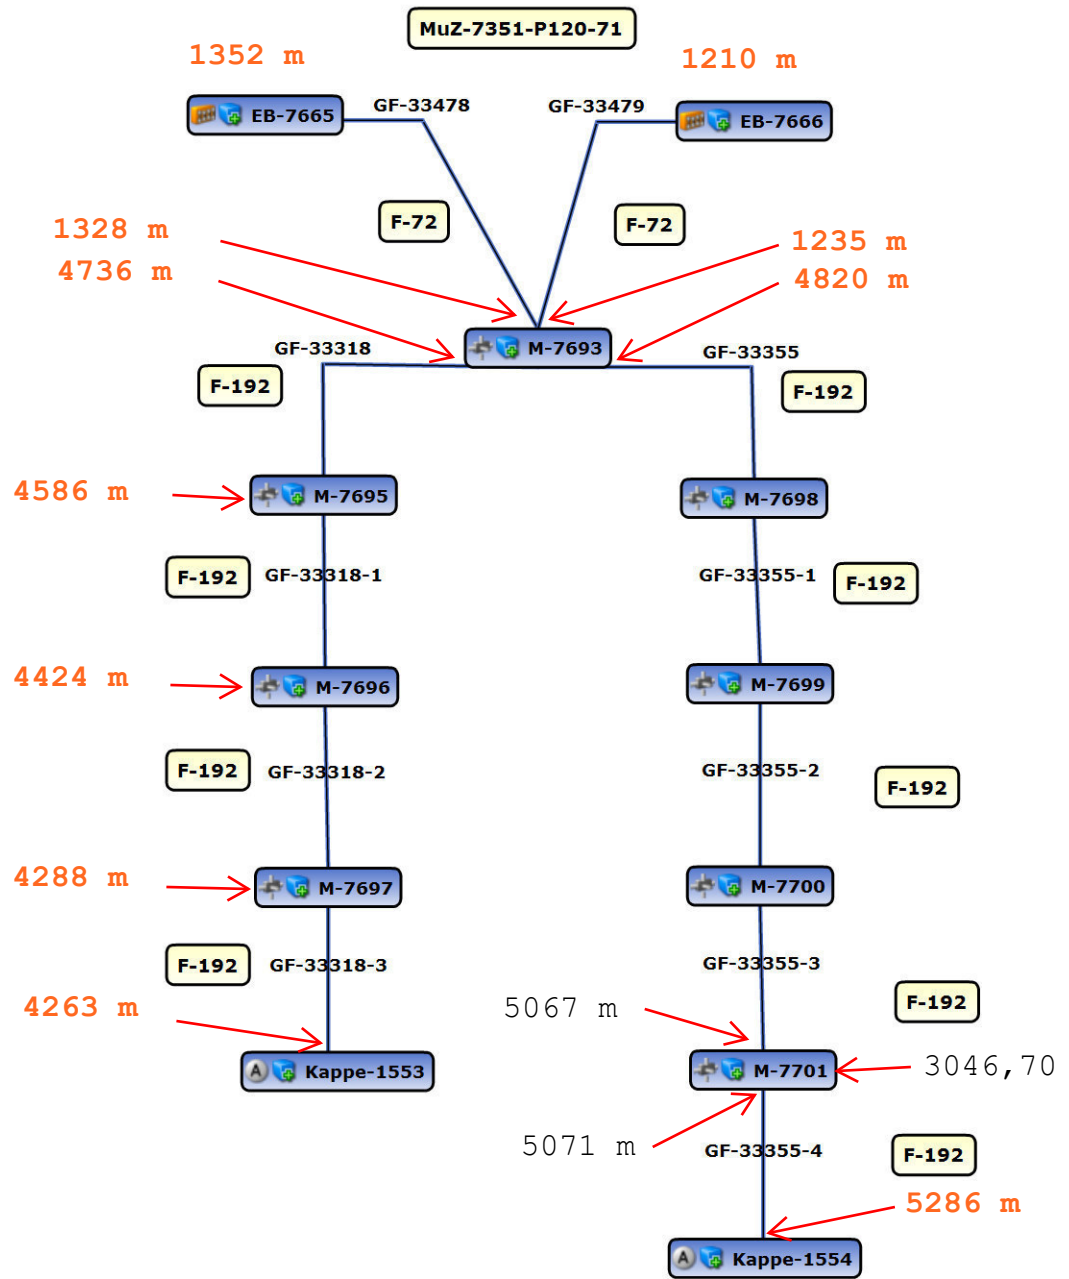 MuZ-7351-P120-71
1352 m
1210 m
GF-33478
GF-33479
EB-7665
EB-7666
F-72
F-72
1328 m
1235 m
4736 m
4820 m
M-7693
GF-33318
GF-33355
F-192
F-192
4586 m
M-7695
M-7698
F-192
GF-33318-1
GF-33355-1
F-192
4424 m
M-7696
M-7699
F-192
GF-33318-2
GF-33355-2
F-192
4288 m
M-7697
M-7700
F-192
GF-33318-3
GF-33355-3
4263 m
5067 m
F-192
A
Kappe-1553
M-7701
3046,70
5071 m
GF-33355-4
F-192
5286 m
A
Kappe-1554